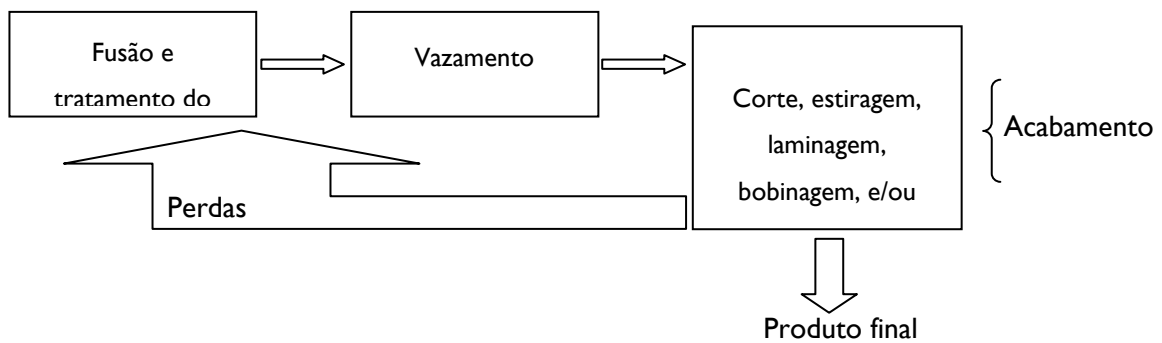 Fusão e
tratamento do
Vazamento
Corte, estiragem,
laminagem,
bobinagem, e/ou
Acabamento
Perdas
Produto final